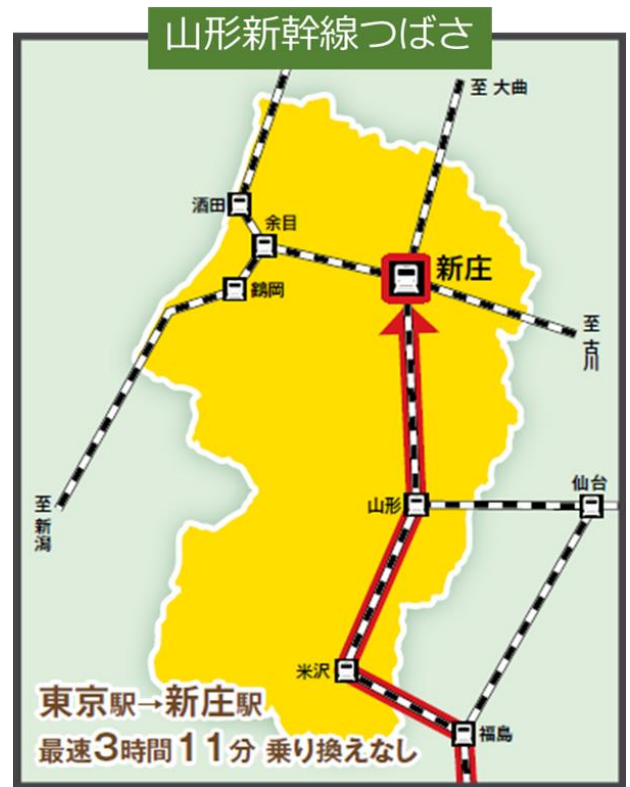 山形新幹線つばさ
至 大曲
酒田
余目
新庄
鶴岡
至 古川
至 新潟
山形
仙台
米沢
福島
東京駅→新庄駅
最速3時間11分 乗り換えなし